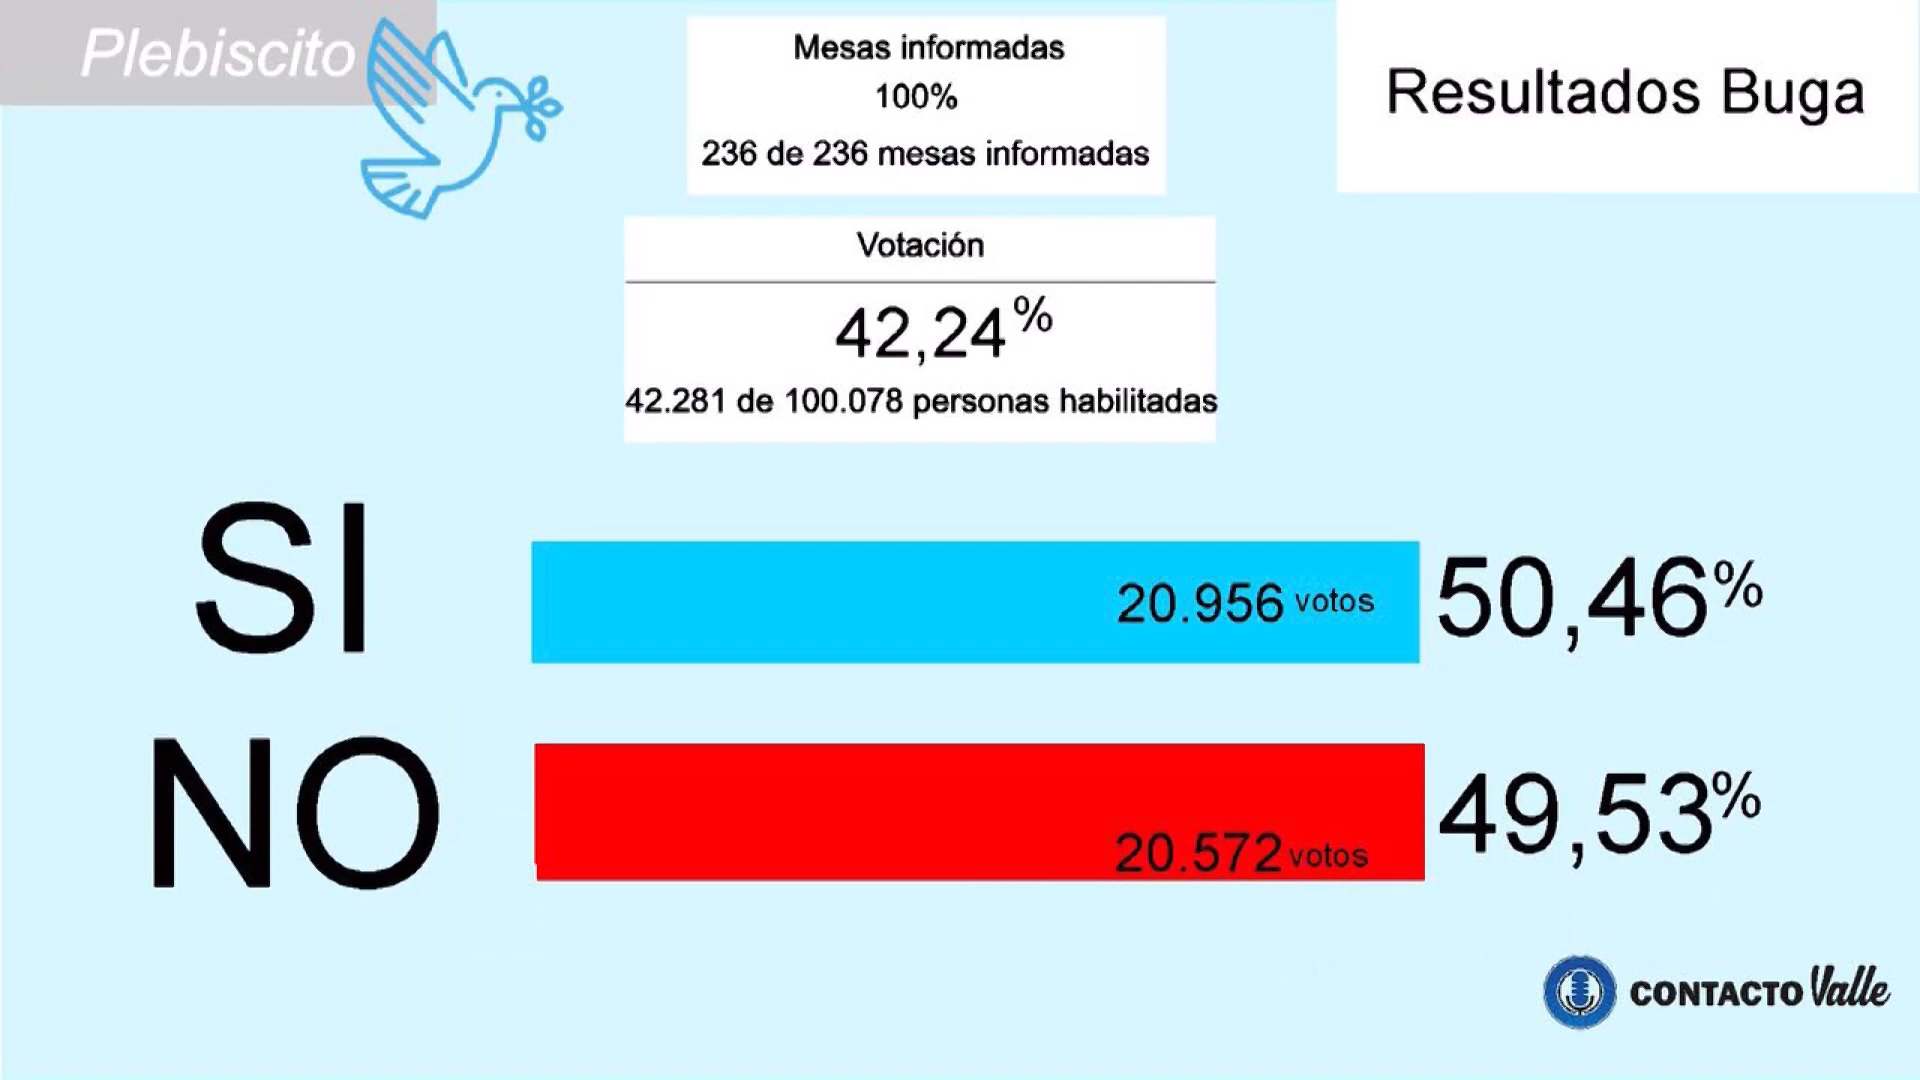 Plebiscito
Mesas informadas
100%
236 de 236 mesas informadas
Resultados Buga
Votación
42,24%
42.281 de 100.078 personas habilitadas
SI
20.956 votos
50,46%
NO
20.572 votos
49,53%
CONTACTO Valle